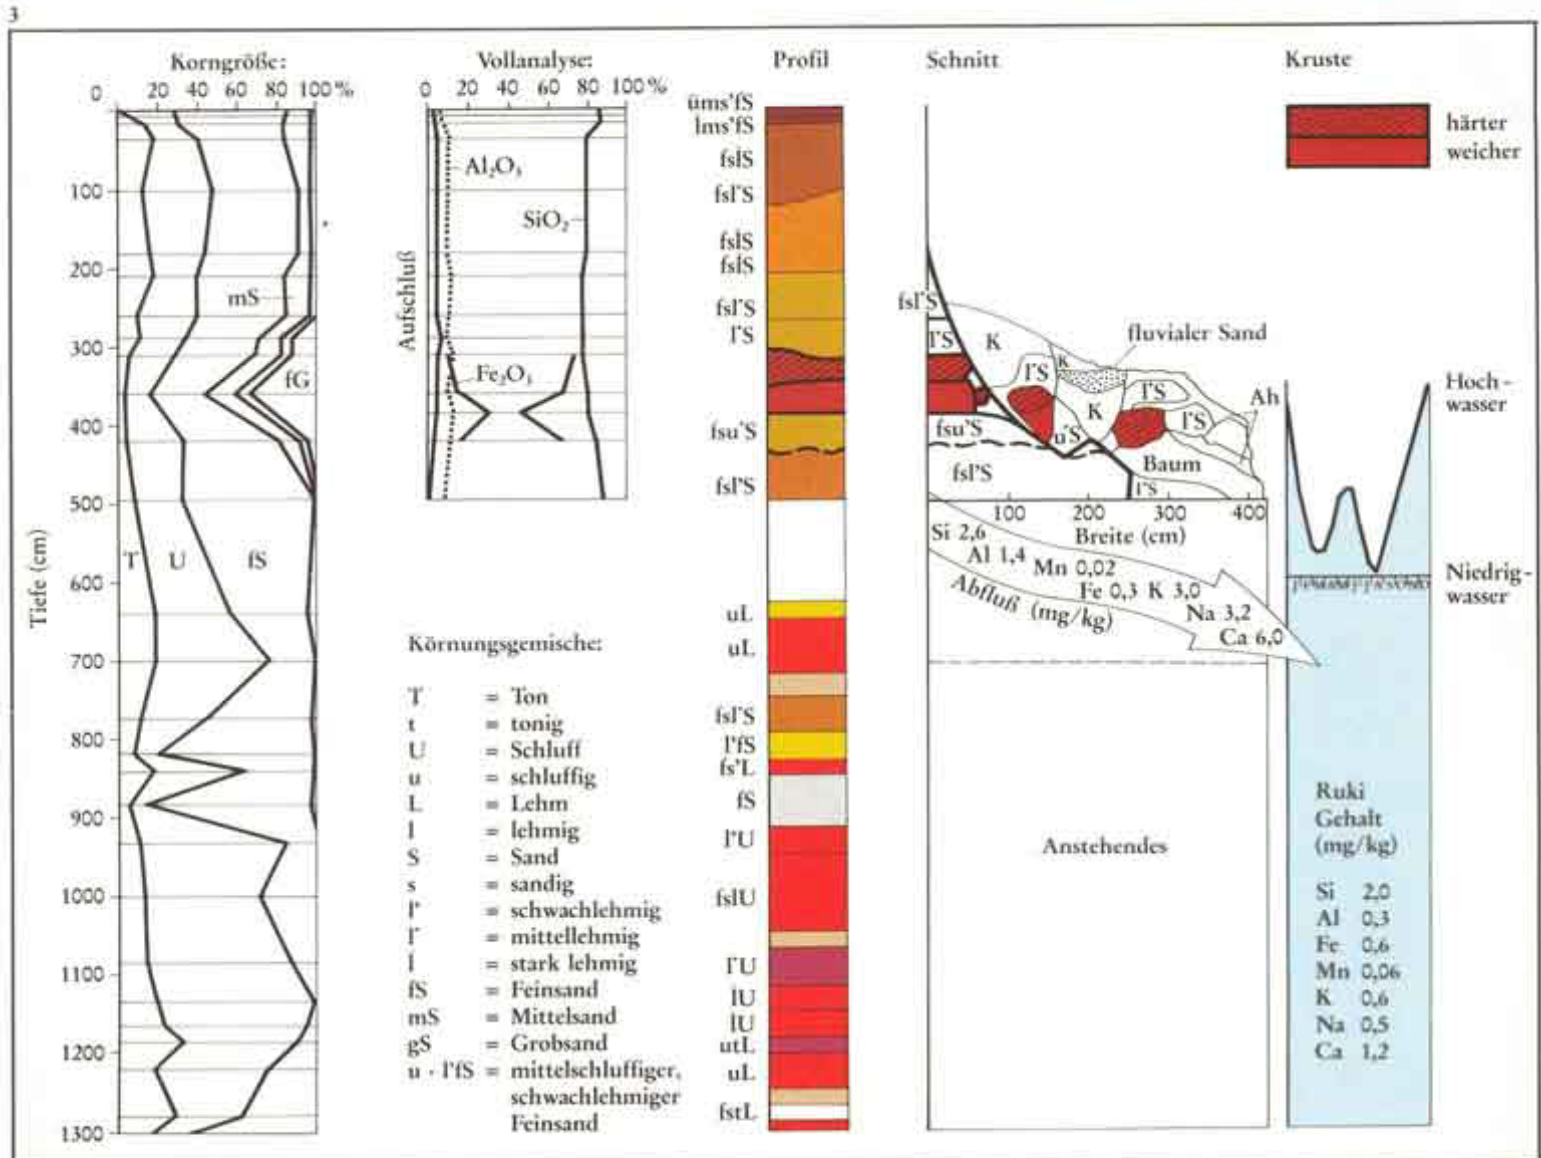 3
Korngröße:
0 20 40 60 80 100%
100
200
300
400
500
600
700
800
900
1000
1100
1200
1300
Tiefe (cm)
mS
fG
T U fS
Vollanalyse:
0 20 40 60 80 100%
Al₂O₃
SiO₂
Fe₂O₃
Aufschluß
Körnungsgemische:
T = Ton
t = tonig
U = Schluff
u = schluffig
L = Lehm
l = lehmig
S = Sand
s = sandig
l' = schwachlehmig
l˙ = mittellehmig
l̄ = stark lehmig
fS = Feinsand
mS = Mittelsand
gS = Grobsand
u · l'fS = mittelschluffiger,
schwachlehmiger
Feinsand
Profil
üms'fS
lms'fS
fslS
fsl˙S
fslS
fslS
fsl˙S
l˙S
fsu˙S
fsl'S
uL
uL
fsl˙S
l'fS
fs'L
fS
l'U
fslU
l˙U
lU
lU
utL
uL
fstL
Schnitt
fsl˙S
l˙S
K
fluvialer Sand
K
l˙S
l˙S
K
l˙S
Ah
u˙S
fsu˙S
Baum
fsl'S
l˙S
100 200 300 400
Breite (cm)
Si 2,6
Al 1,4
Mn 0,02
Fe 0,3 K 3,0
Na 3,2
Ca 6,0
Abfluß (mg/kg)
Anstehendes
Kruste
härter
weicher
Hoch-
wasser
Niedrig-
wasser
Ruki
Gehalt
(mg/kg)
Si 2,0
Al 0,3
Fe 0,6
Mn 0,06
K 0,6
Na 0,5
Ca 1,2